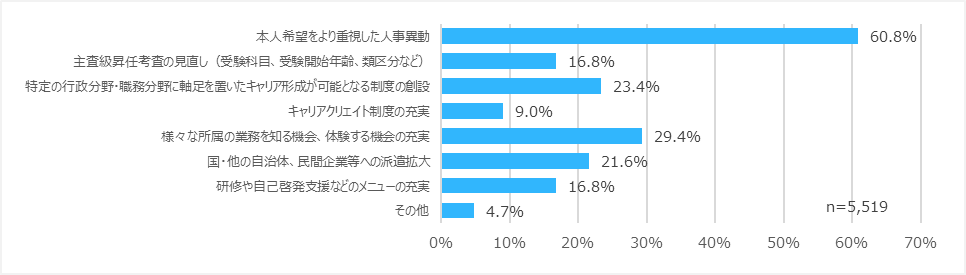 本人希望をより重視した人事異動 60.8%
主査級昇任考査の見直し（受験科目、受験開始年齢、類区分など） 16.8%
特定の行政分野・職務分野に軸足を置いたキャリア形成が可能となる制度の創設 23.4%
キャリアクリエイト制度の充実 9.0%
様々な所属の業務を知る機会、体験する機会の充実 29.4%
国・他の自治体、民間企業等への派遣拡大 21.6%
研修や自己啓発支援などのメニューの充実 16.8%
その他 4.7%
n=5,519
0% 10% 20% 30% 40% 50% 60% 70%